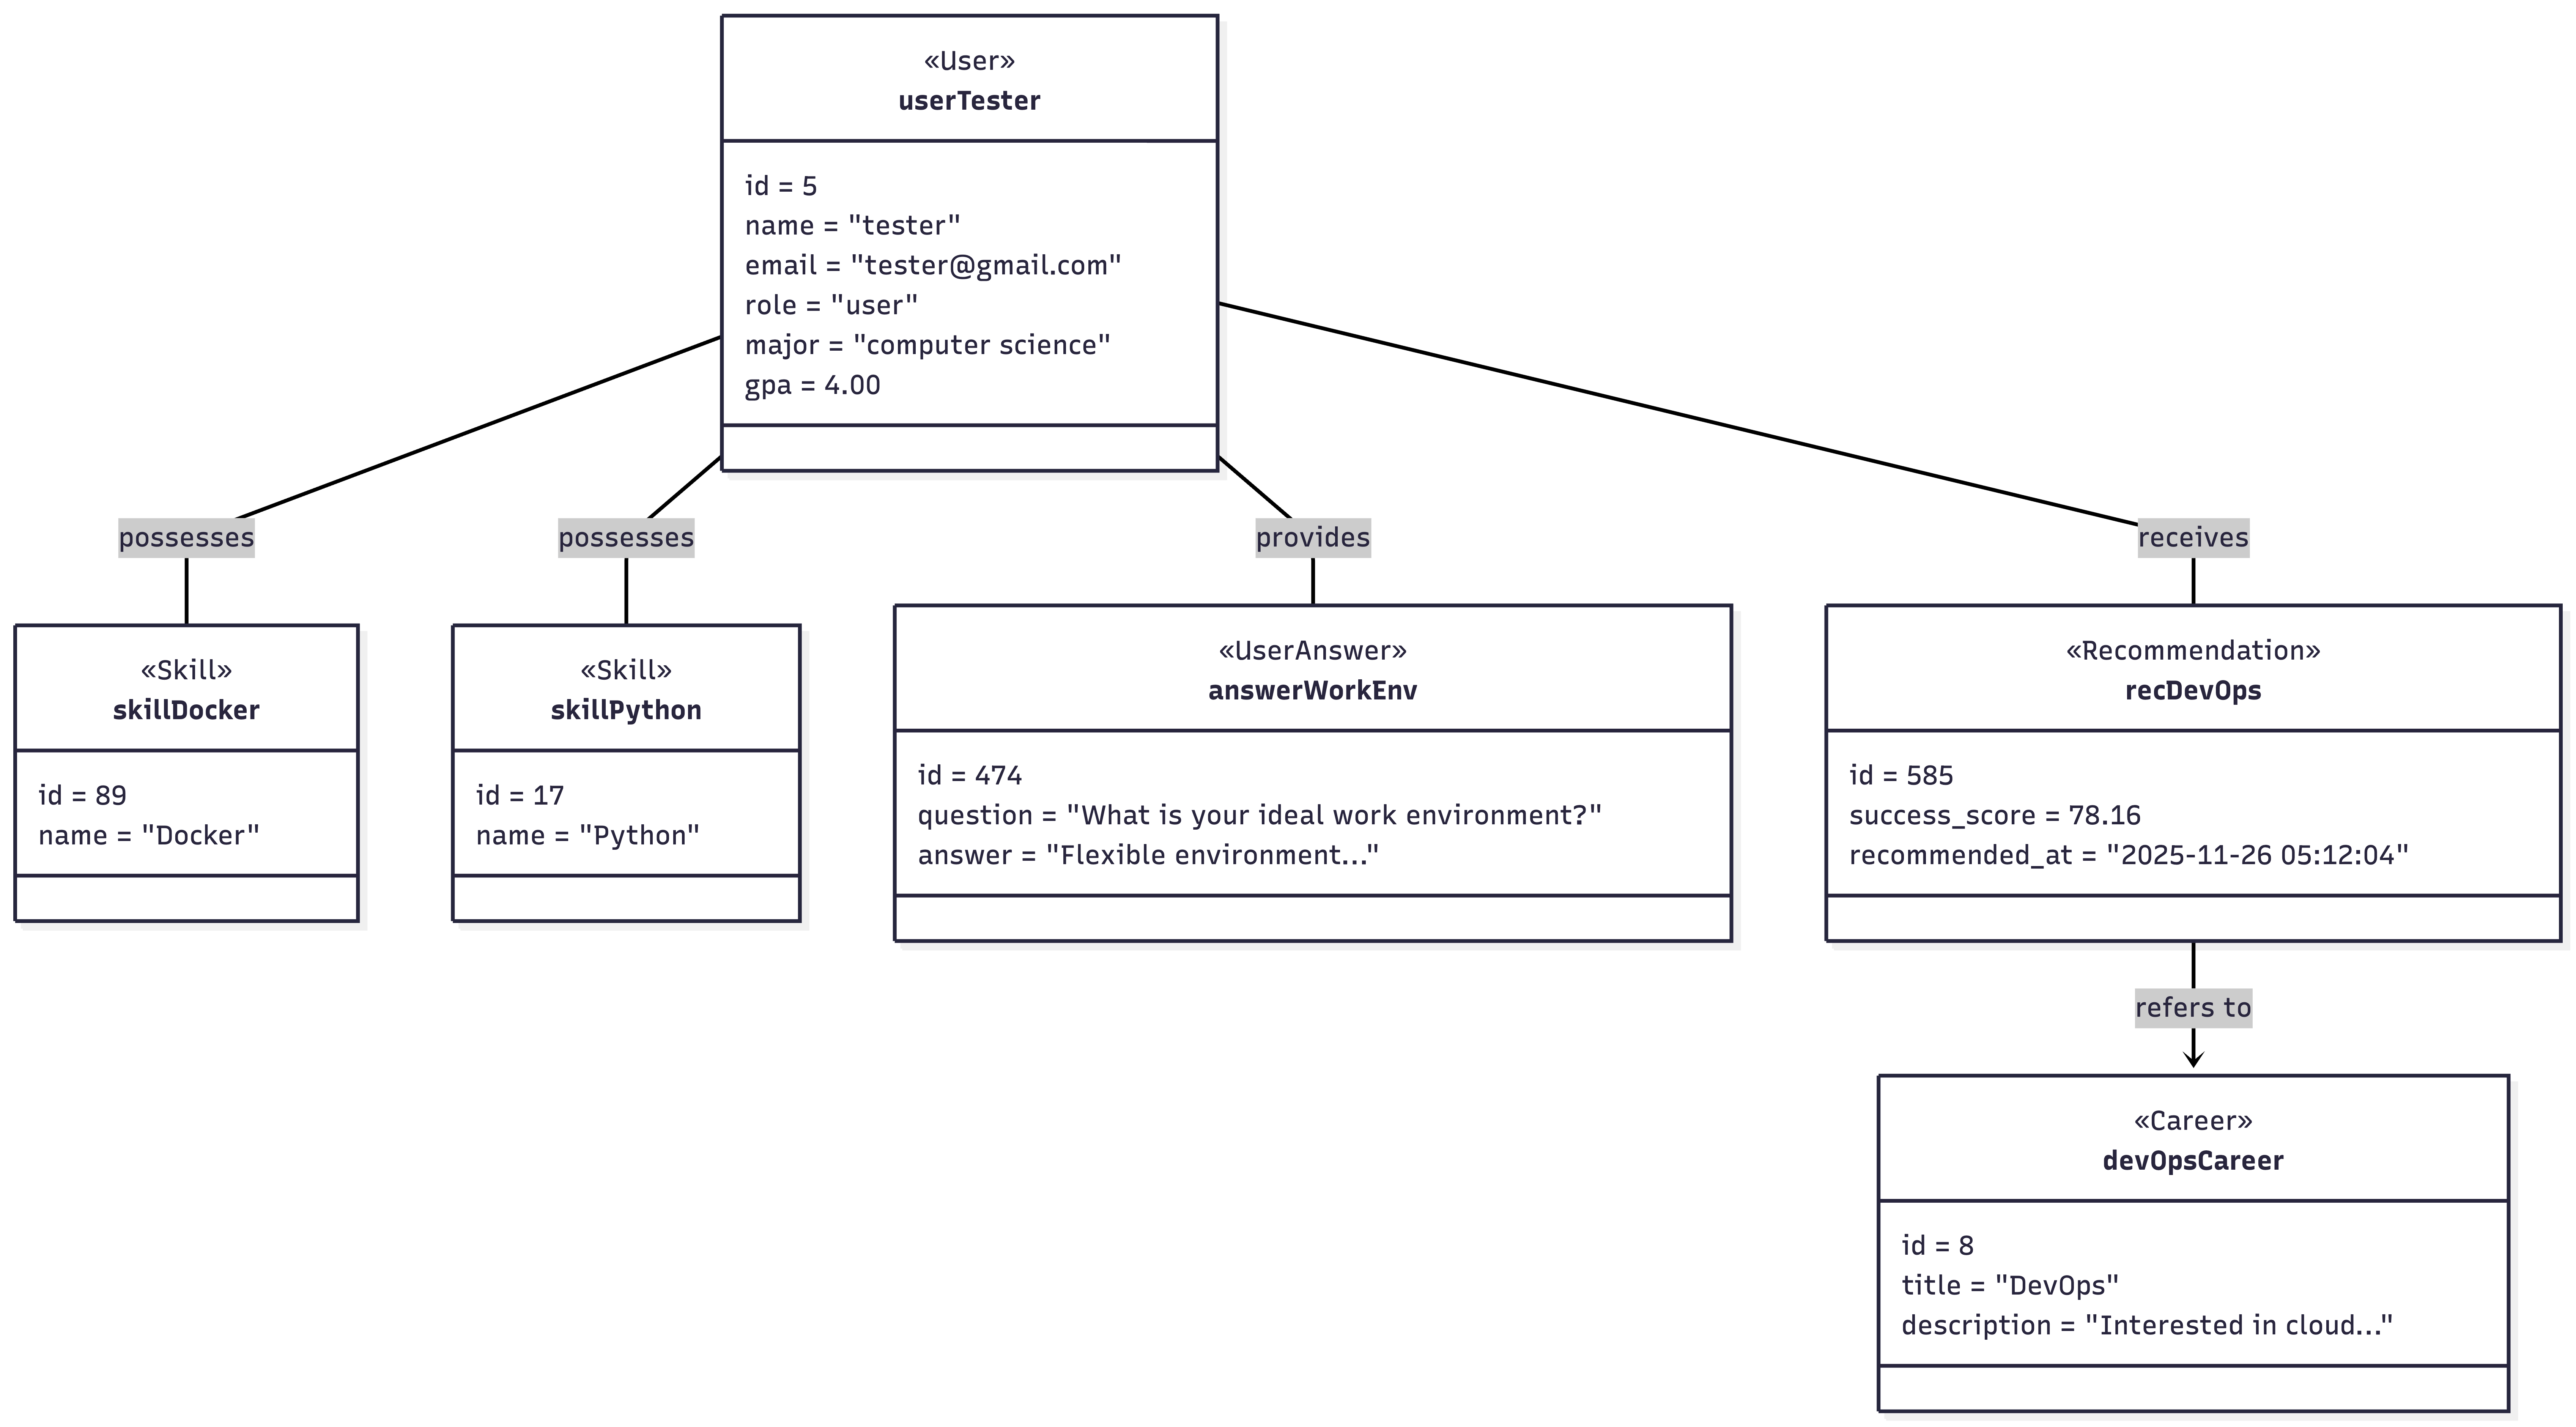 «User»
userTester
id = 5
name = "tester"
email = "tester@gmail.com"
role = "user"
major = "computer science"
gpa = 4.00
possesses
possesses
provides
receives
«Skill»
skillDocker
id = 89
name = "Docker"
«Skill»
skillPython
id = 17
name = "Python"
«UserAnswer»
answerWorkEnv
id = 474
question = "What is your ideal work environment?"
answer = "Flexible environment..."
«Recommendation»
recDevOps
id = 585
success_score = 78.16
recommended_at = "2025-11-26 05:12:04"
refers to
«Career»
devOpsCareer
id = 8
title = "DevOps"
description = "Interested in cloud..."